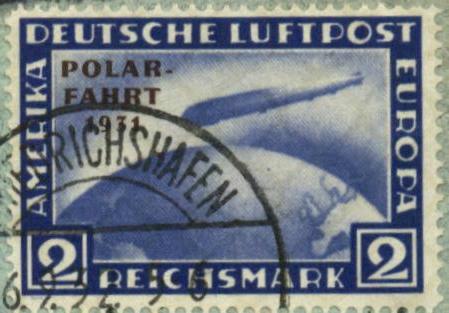 DEUTSCHE LUFTPOST
AMERIKA
EUROPA
POLAR-
FAHRT
1931
RICHSHAFEN
2 REICHSMARK 2